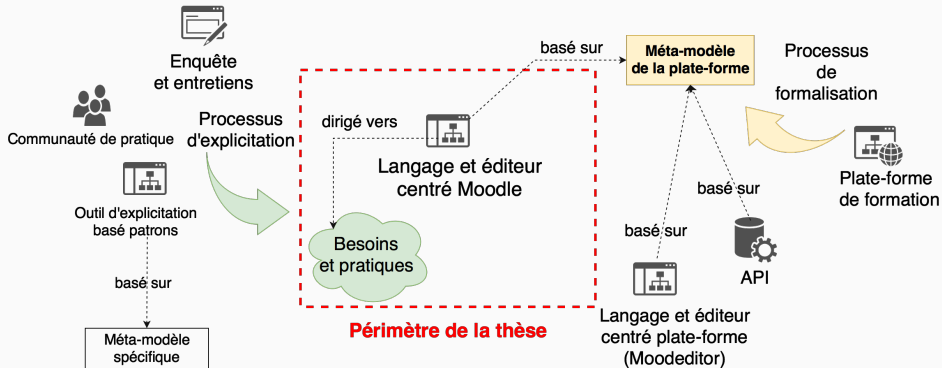 Enquête
et entretiens
Communauté de pratique
Processus
d'explicitation
Outil d'explicitation
basé patrons
basé sur
Méta-modèle
spécifique
dirigé vers
Langage et éditeur
centré Moodle
Besoins
et pratiques
Périmètre de la thèse
basé sur
Méta-modèle
de la plate-forme
Processus
de
formalisation
Plate-forme
de formation
basé sur
basé sur
API
Langage et éditeur
centré plate-forme
(Moodeditor)